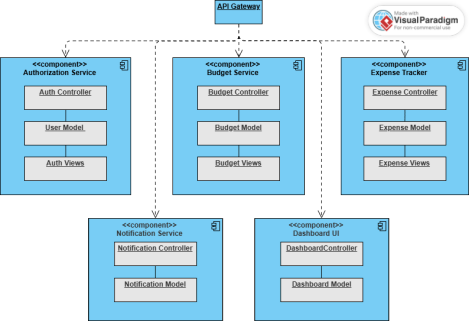 API Gateway
Made with
VisualParadigm
For non-commercial use
<<component>>
Authorization Service
Auth Controller
User Model
Auth Views
<<component>>
Budget Service
Budget Controller
Budget Model
Budget Views
<<component>>
Expense Tracker
Expense Controller
Expense Model
Expense Views
<<component>>
Notification Service
Notification Controller
Notification Model
<<component>>
Dashboard UI
DashboardController
Dashboard Model